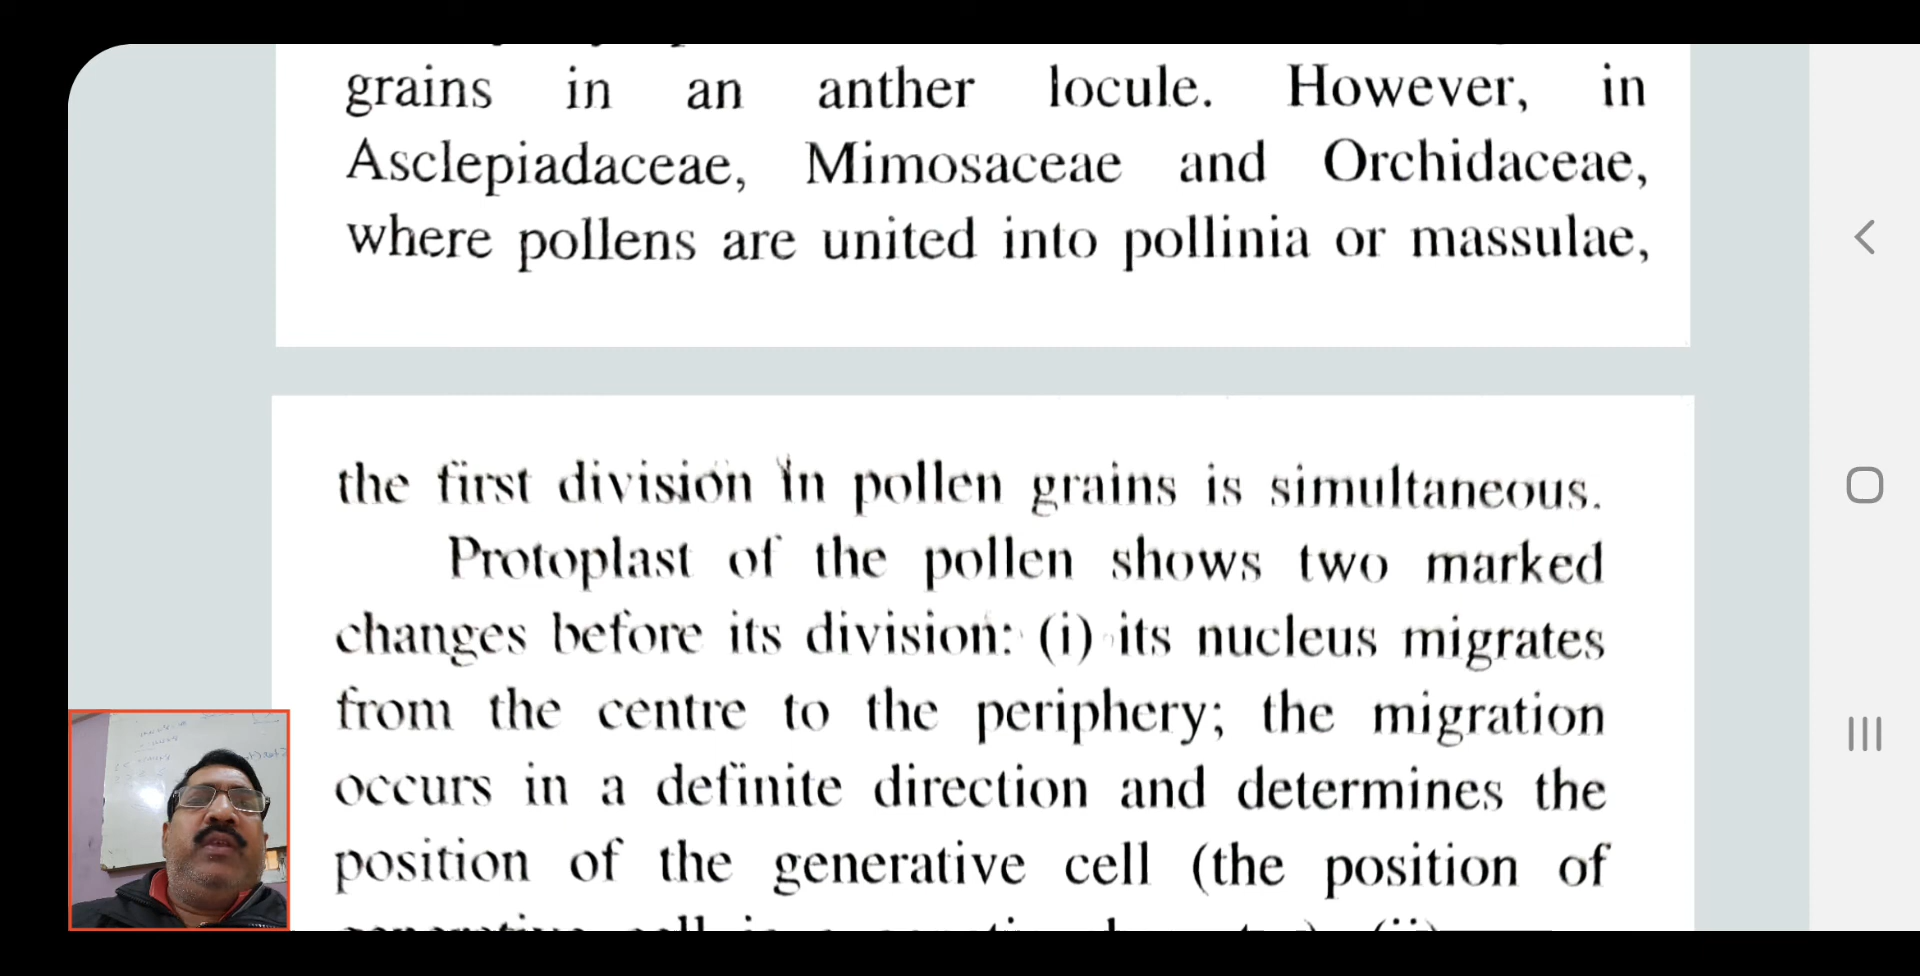 grains in an anther locule. However, in
Asclepiadaceae, Mimosaceae and Orchidaceae,
where pollens are united into pollinia or massulae,
the first division in pollen grains is simultaneous.
Protoplast of the pollen shows two marked
changes before its division: (i) its nucleus migrates
from the centre to the periphery; the migration
occurs in a definite direction and determines the
position of the generative cell (the position of